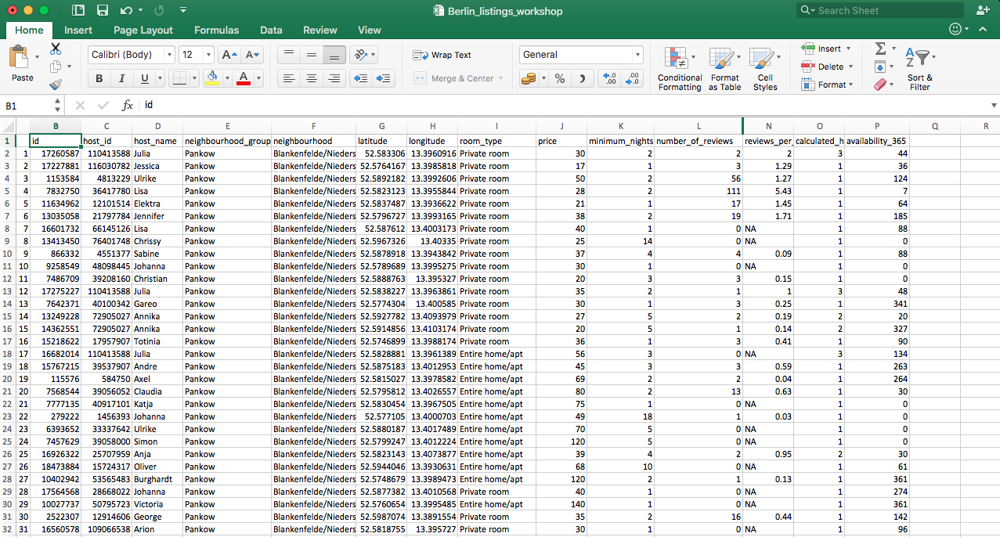 Berlin_listings_workshop
Search Sheet
Home Insert Page Layout Formulas Data Review View
Paste
Calibri (Body) 12 A A
B I U A
Wrap Text
Merge & Center
General
% .0 .00 .00 .0
Conditional Formatting
Format as Table
Cell Styles
Insert
Delete
Format
Sort & Filter
B1 fx id
B C D E F G H I J K L N O P Q R
1 id host_id host_name neighbourhood_group neighbourhood latitude longitude room_type price minimum_nights number_of_reviews reviews_per_ calculated_h availability_365
2 1 17260587 110413588 Julia Pankow Blankenfelde/Nieders 52.583306 13.3960916 Private room 30 2 2 2 3 44
3 2 17227881 116030782 Jessica Pankow Blankenfelde/Nieders 52.5764167 13.3985818 Private room 17 1 3 1.29 1 36
4 3 1153584 4813229 Ulrike Pankow Blankenfelde/Nieders 52.5892182 13.3992606 Private room 50 2 56 1.27 1 124
5 4 7832750 36417780 Lisa Pankow Blankenfelde/Nieders 52.5823123 13.3955844 Private room 28 2 111 5.43 1 7
6 5 11634962 12101514 Elektra Pankow Blankenfelde/Nieders 52.5837487 13.3936622 Private room 21 1 17 1.45 1 64
7 6 13035058 21797784 Jennifer Pankow Blankenfelde/Nieders 52.5796727 13.3993165 Private room 38 2 19 1.71 1 185
8 7 16601732 66145126 Lisa Pankow Blankenfelde/Nieders 52.587612 13.4003173 Private room 40 1 0 NA 1 88
9 8 13413450 76401748 Chrissy Pankow Blankenfelde/Nieders 52.5967326 13.40335 Private room 25 14 0 NA 1 0
10 9 866332 4551377 Sabine Pankow Blankenfelde/Nieders 52.5878918 13.3943842 Private room 37 4 4 0.09 1 88
11 10 9258549 48098445 Johanna Pankow Blankenfelde/Nieders 52.5789689 13.3995275 Private room 30 1 0 NA 1 0
12 11 7486709 39208160 Christian Pankow Blankenfelde/Nieders 52.5888763 13.395327 Private room 20 3 3 0.15 1 0
13 12 17275227 110413588 Julia Pankow Blankenfelde/Nieders 52.5838227 13.3963861 Private room 35 2 1 1 3 48
14 13 7642371 40100342 Gareo Pankow Blankenfelde/Nieders 52.5774304 13.400585 Private room 30 1 3 0.25 1 341
15 14 13249228 72905027 Annika Pankow Blankenfelde/Nieders 52.5927782 13.4093979 Private room 27 5 2 0.19 2 20
16 15 14362551 72905027 Annika Pankow Blankenfelde/Nieders 52.5914856 13.4103174 Private room 20 5 1 0.14 2 327
17 16 15218622 17957907 Totinia Pankow Blankenfelde/Nieders 52.5746899 13.3988174 Private room 36 1 3 0.41 1 90
18 17 16682014 110413588 Julia Pankow Blankenfelde/Nieders 52.5828881 13.3961389 Entire home/apt 56 3 0 NA 3 134
19 18 15767215 39537907 Andre Pankow Blankenfelde/Nieders 52.5875183 13.4012953 Entire home/apt 45 3 3 0.59 1 263
20 19 115576 584750 Axel Pankow Blankenfelde/Nieders 52.5815027 13.3978582 Entire home/apt 69 2 2 0.04 1 264
21 20 7568544 39056052 Claudia Pankow Blankenfelde/Nieders 52.5795812 13.4026557 Entire home/apt 80 2 13 0.63 1 30
22 21 7777135 40917101 Katja Pankow Blankenfelde/Nieders 52.5830454 13.3967505 Entire home/apt 75 1 0 NA 1 0
23 22 279222 1456393 Johanna Pankow Blankenfelde/Nieders 52.577105 13.4000703 Entire home/apt 49 18 1 0.03 1 0
24 23 6393652 33337642 Ulrike Pankow Blankenfelde/Nieders 52.5880187 13.4017489 Entire home/apt 70 5 0 NA 1 0
25 24 7457629 39058000 Simon Pankow Blankenfelde/Nieders 52.5799247 13.4012224 Entire home/apt 120 5 0 NA 1 0
26 25 16926322 25707959 Anja Pankow Blankenfelde/Nieders 52.5823143 13.4073877 Entire home/apt 39 4 2 0.95 2 30
27 26 18473884 15724317 Oliver Pankow Blankenfelde/Nieders 52.5944046 13.3930631 Entire home/apt 68 10 0 NA 1 61
28 27 10402942 53565483 Burghardt Pankow Blankenfelde/Nieders 52.5748679 13.3989473 Entire home/apt 120 2 1 0.13 1 361
29 28 17564568 28668022 Johanna Pankow Blankenfelde/Nieders 52.5877382 13.4010568 Private room 40 1 0 NA 1 274
30 29 10027737 50795723 Victoria Pankow Blankenfelde/Nieders 52.5760654 13.3995485 Entire home/apt 140 1 0 NA 1 361
31 30 2522307 12914606 George Pankow Blankenfelde/Nieders 52.5987074 13.3891554 Private room 35 2 16 0.44 1 142
32 31 16560578 109066538 Arion Pankow Blankenfelde/Nieders 52.5818755 13.395727 Private room 30 1 0 NA 1 96